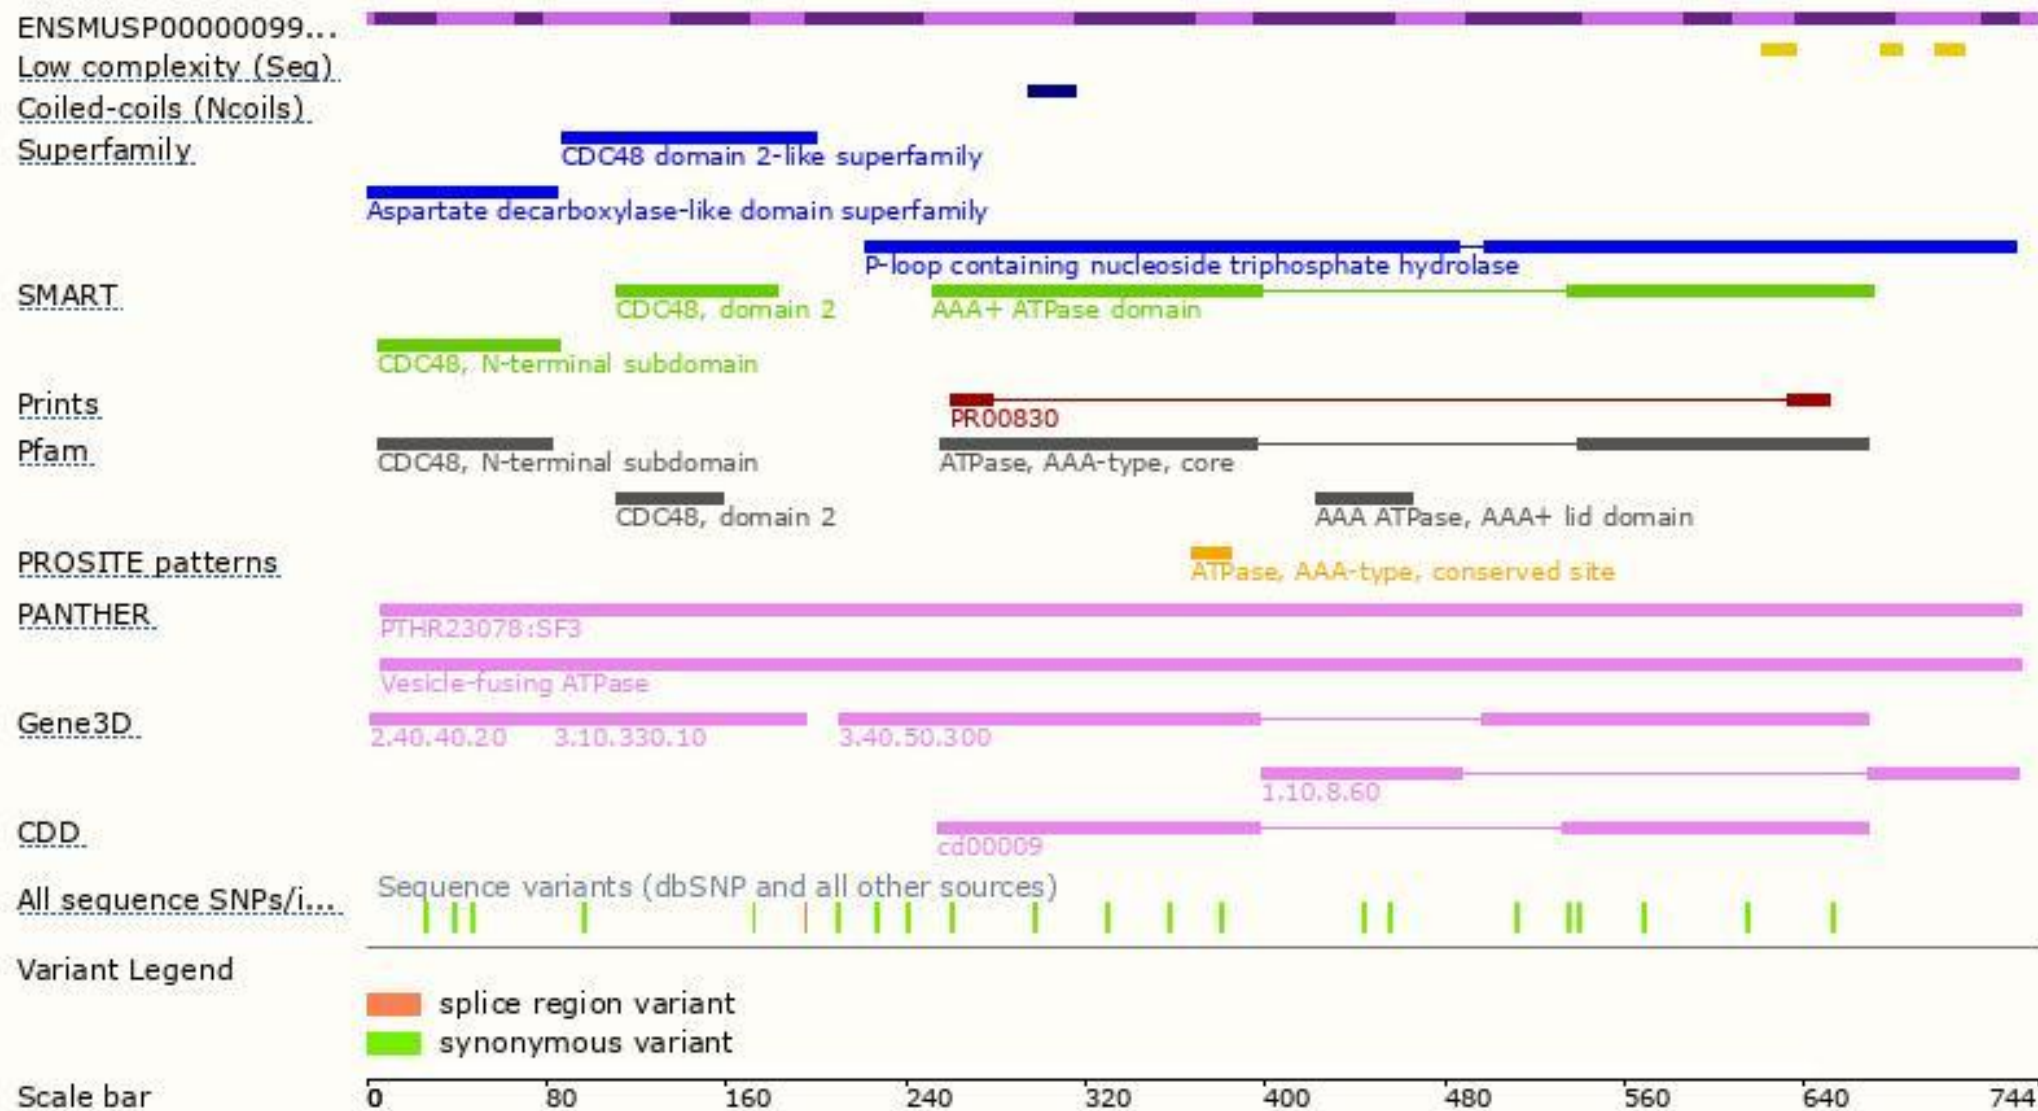 ENSMUSP00000099...
Low complexity (Seg)
Coiled-coils (Ncoils)
Superfamily
CDC48 domain 2-like superfamily
Aspartate decarboxylase-like domain superfamily
P-loop containing nucleoside triphosphate hydrolase
SMART
CDC48, domain 2
AAA+ ATPase domain
CDC48, N-terminal subdomain
Prints
PR00830
Pfam
CDC48, N-terminal subdomain
ATPase, AAA-type, core
CDC48, domain 2
AAA ATPase, AAA+ lid domain
PROSITE patterns
ATPase, AAA-type, conserved site
PANTHER
PTHR23078:SF3
Vesicle-fusing ATPase
Gene3D
2.40.40.20 3.10.330.10 3.40.50.300
1.10.8.60
CDD
cd00009
Sequence variants (dbSNP and all other sources)
All sequence SNPs/i...
Variant Legend
splice region variant
synonymous variant
Scale bar 0 80 160 240 320 400 480 560 640 744